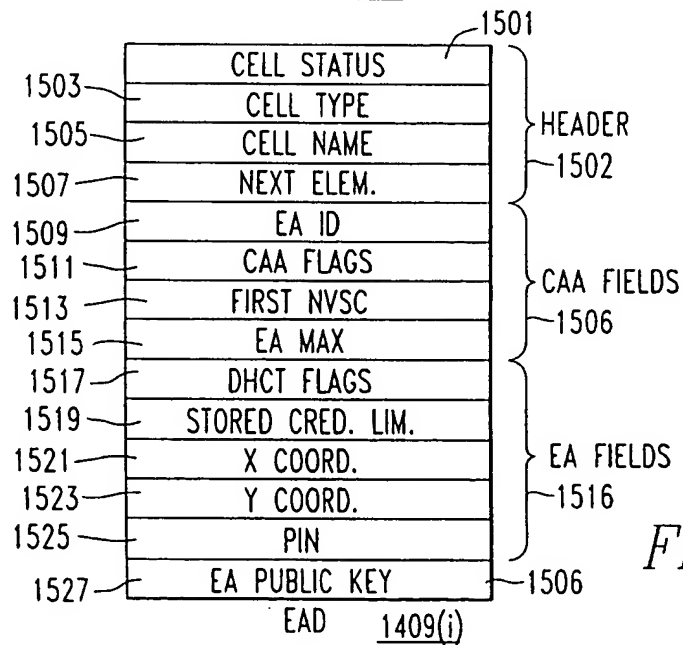 1501
CELL STATUS
1503
CELL TYPE
1505
CELL NAME
HEADER
1502
1507
NEXT ELEM.
1509
EA ID
1511
CAA FLAGS
CAA FIELDS
1506
1513
FIRST NVSC
1515
EA MAX
1517
DHCT FLAGS
1519
STORED CRED. LIM.
1521
X COORD.
EA FIELDS
1516
1523
Y COORD.
1525
PIN
1527
EA PUBLIC KEY
1506
EAD
1409(i)